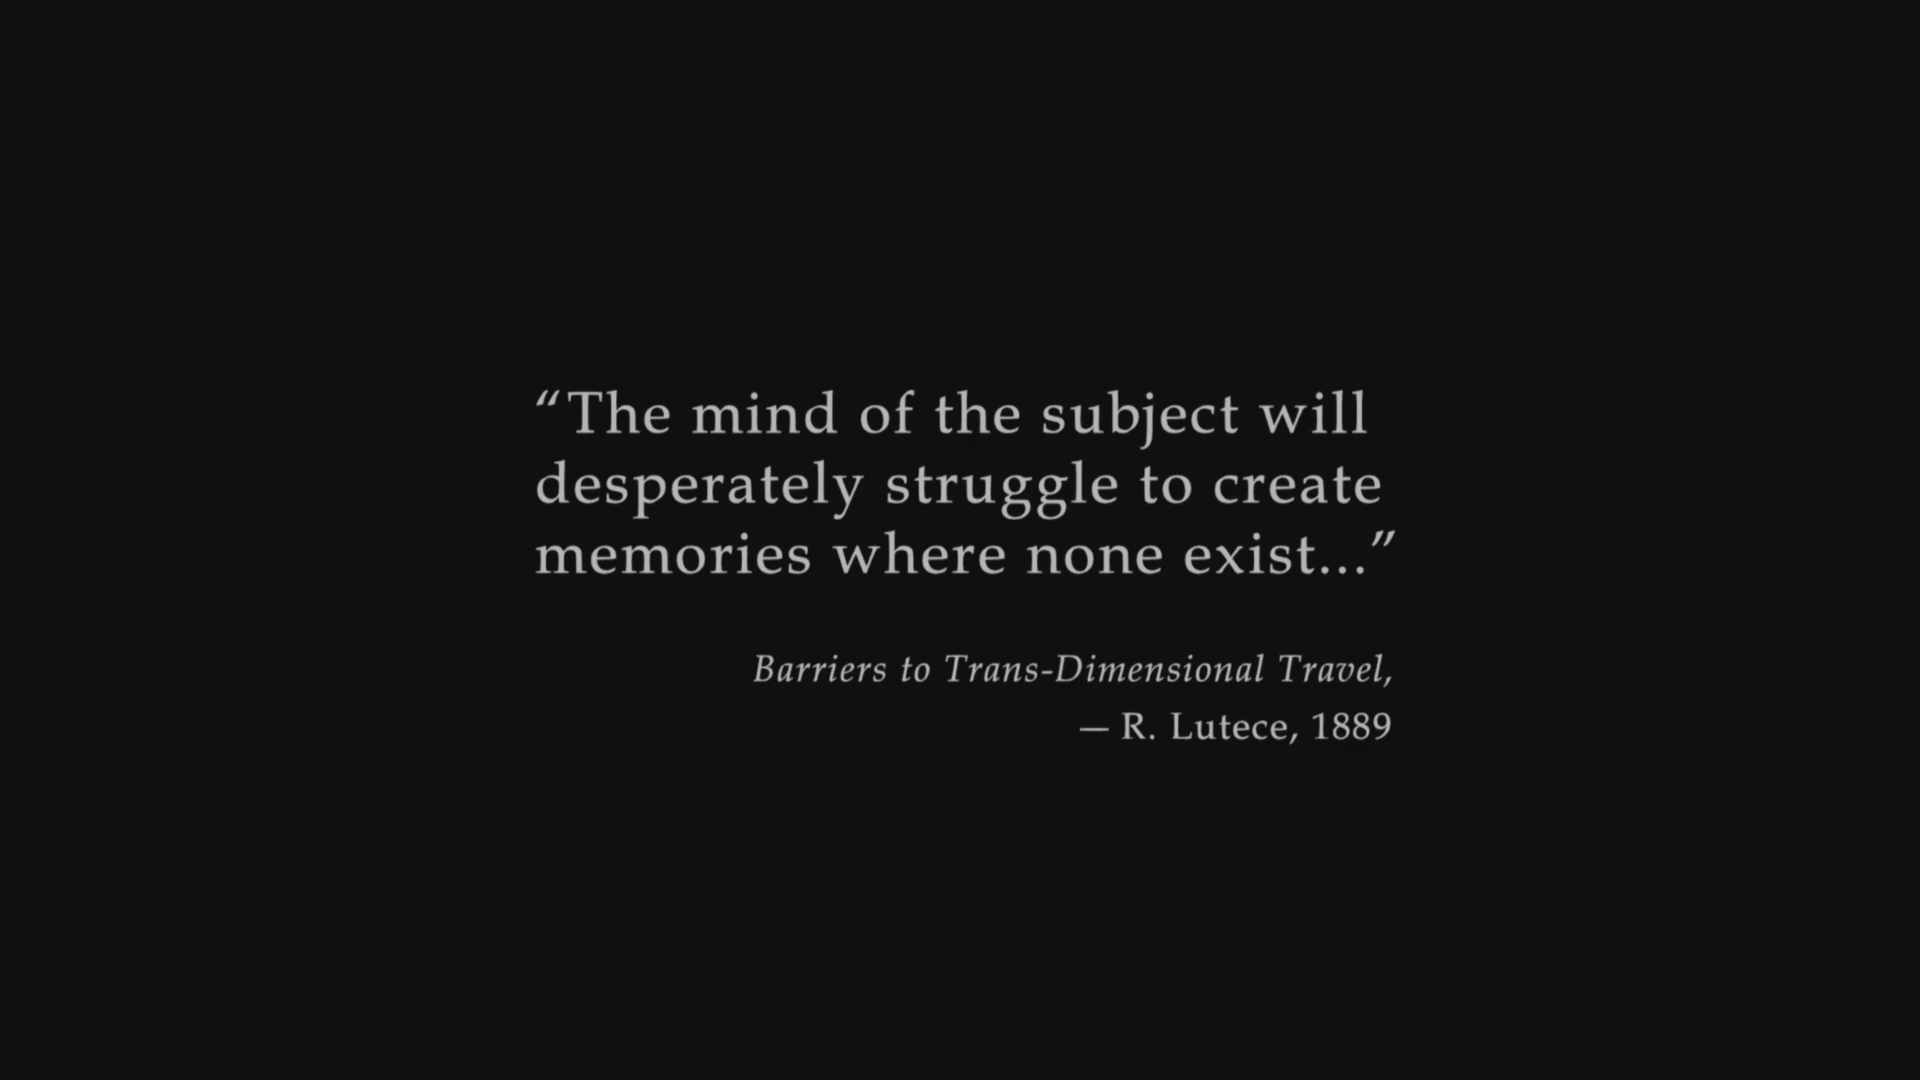 “The mind of the subject will
desperately struggle to create
memories where none exist...”
Barriers to Trans-Dimensional Travel,
— R. Lutece, 1889